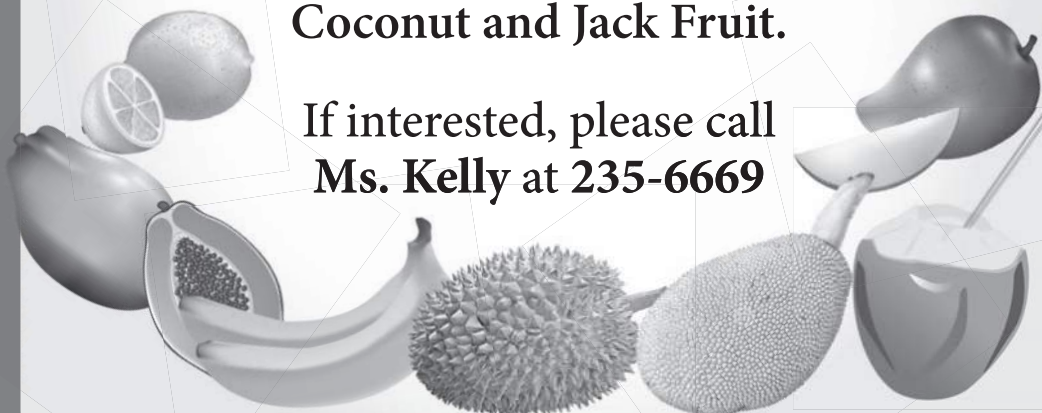 Coconut and Jack Fruit.
If interested, please call
Ms. Kelly at 235-6669